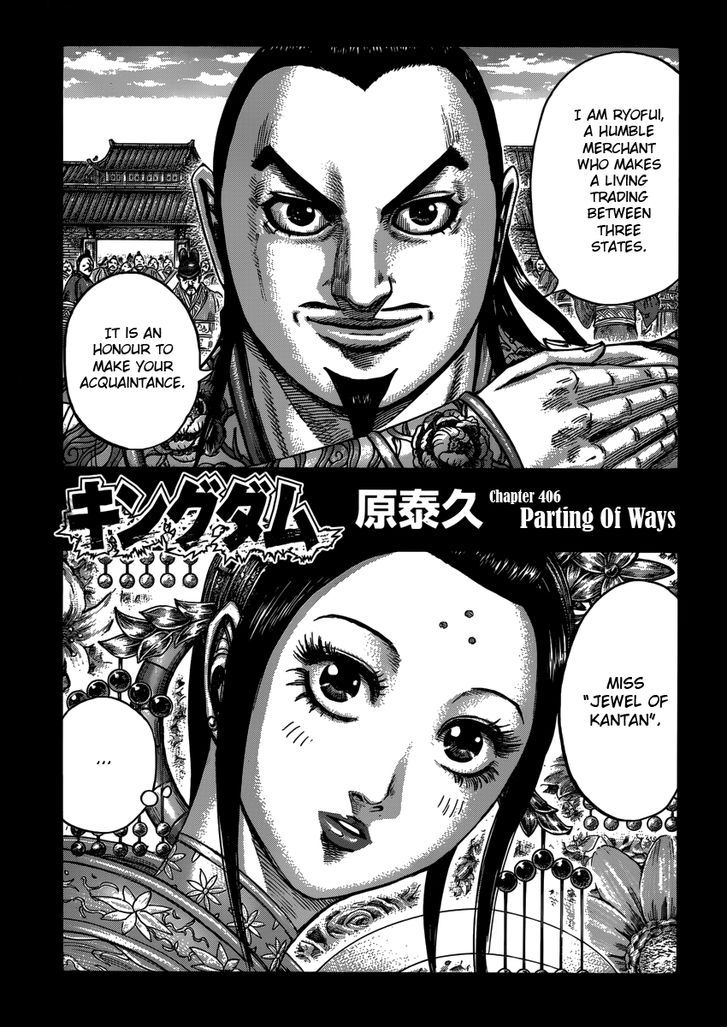 I AM RYOFUI,
A HUMBLE
MERCHANT
WHO MAKES
A LIVING
TRADING
BETWEEN
THREE
STATES.
IT IS AN
HONOUR TO
MAKE YOUR
ACQUAINTANCE.
キングダム
原泰久
Chapter 406
Parting Of Ways
MISS
"JEWEL OF
KANTAN".
...